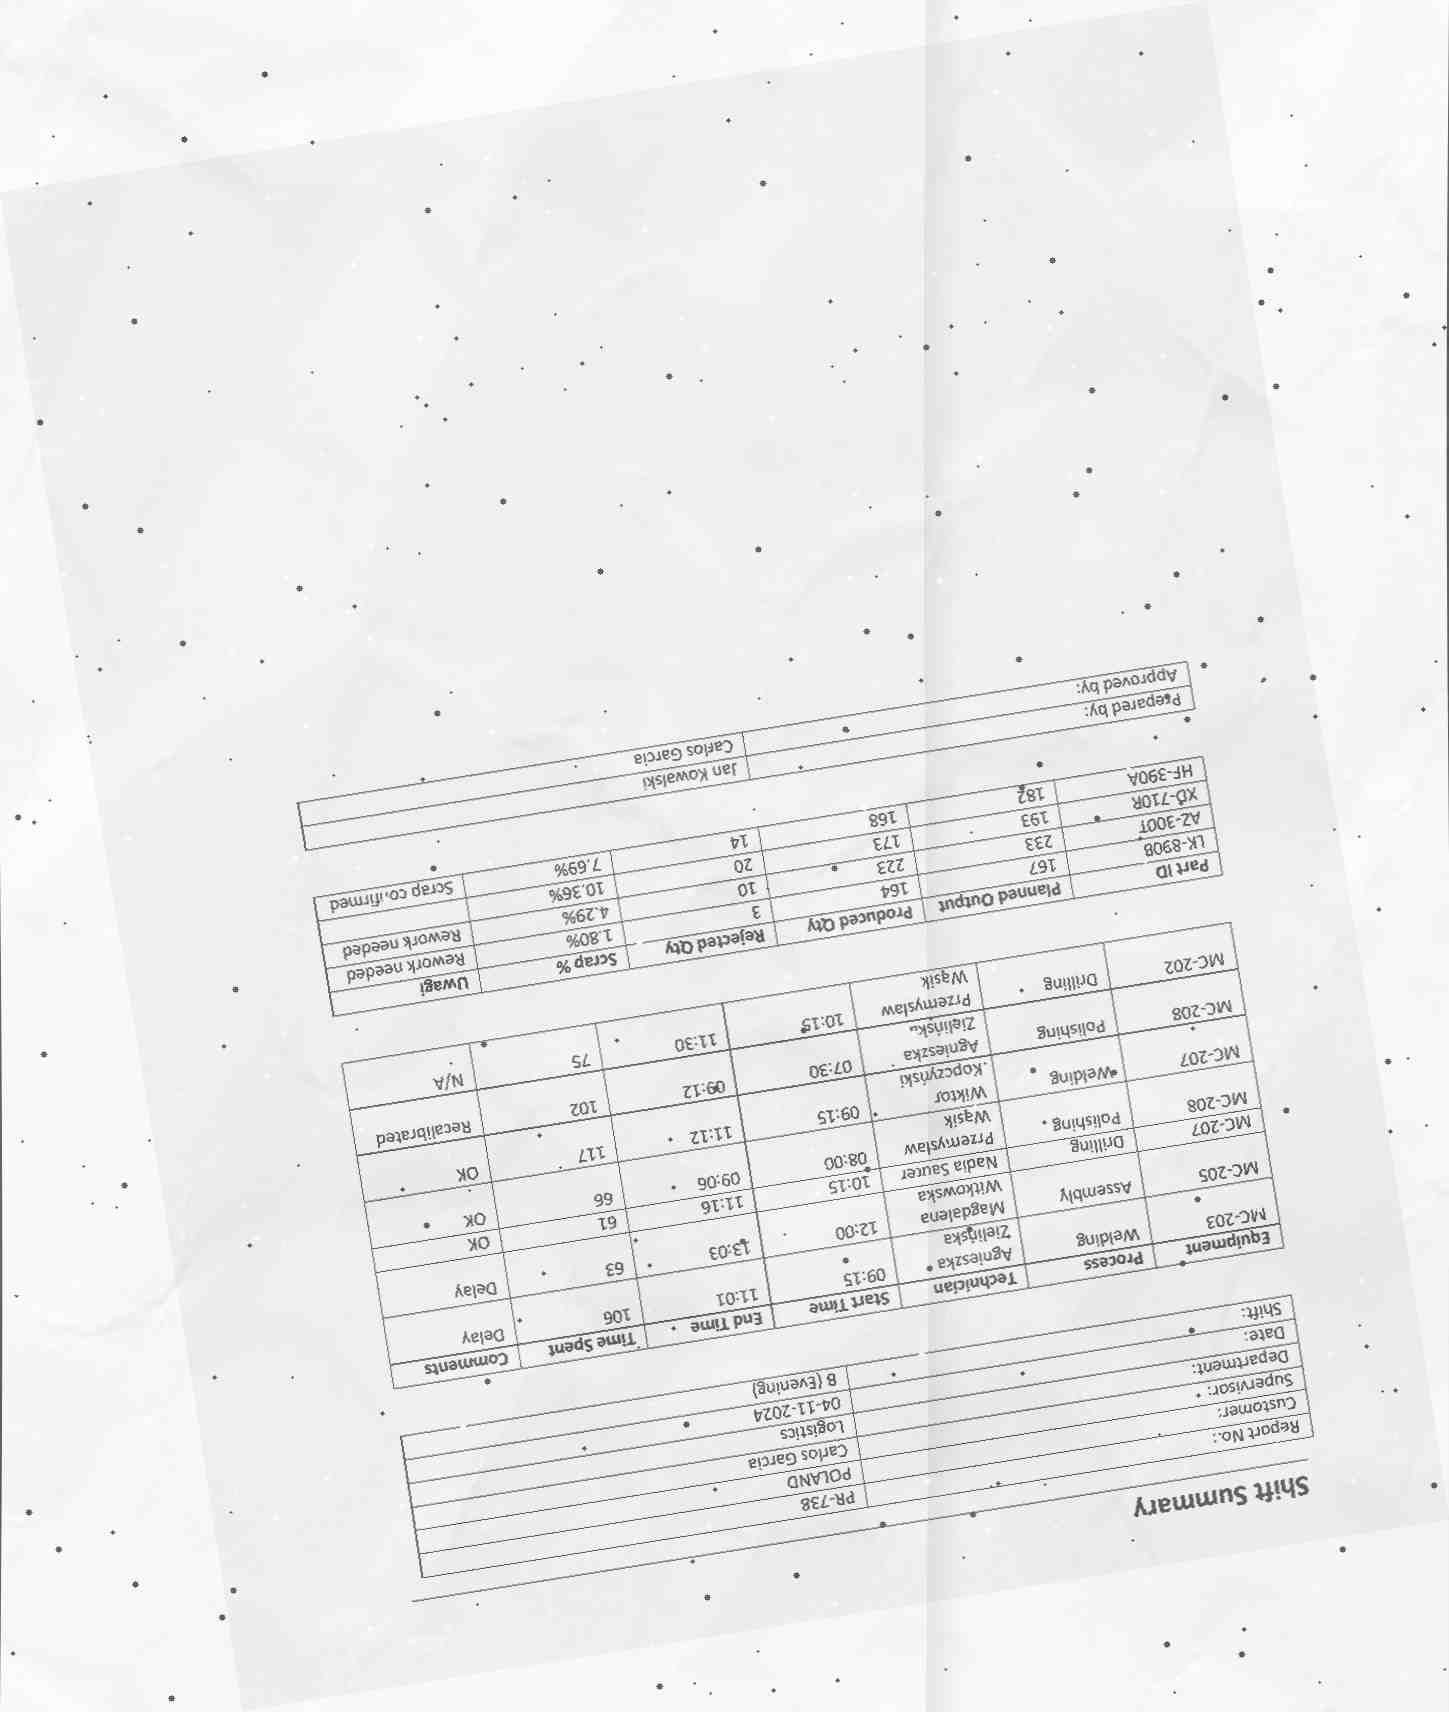 Shift Summary
Report No.: PR-738
Customer: POLAND
Supervisor: Carlos Garcia
Department: Logistics
Date: 04-11-2024
Shift: B (Evening)
Equipment Process Technician Start Time End Time Time Spent Comments
MC-203 Welding Agnieszka Zielińska 09:15 11:01 106 Delay
MC-205 Assembly Magdalena Witkowska 12:00 13:03 63 Delay
MC-207 Drilling Nadia Saucer 10:15 11:16 61 OK
MC-208 Polishing Przemysław Wąsik 08:00 09:06 66 OK
MC-207 Welding Wiktor Kopczyński 09:15 11:12 117 OK
MC-208 Polishing Agnieszka Zielińska 07:30 09:12 102 Recalibrated
MC-202 Drilling Przemysław Wąsik 10:15 11:30 75 N/A
Part ID Planned Output Produced Qty Rejected Qty Scrap % Uwagi
LK-890B 167 164 3 1.80% Rework needed
AZ-300T 233 223 10 4.29% Rework needed
XD-710R 193 173 20 10.36%
HF-390A 182 168 14 7.69% Scrap confirmed
Prepared by: Jan Kowalski
Approved by: Carlos Garcia